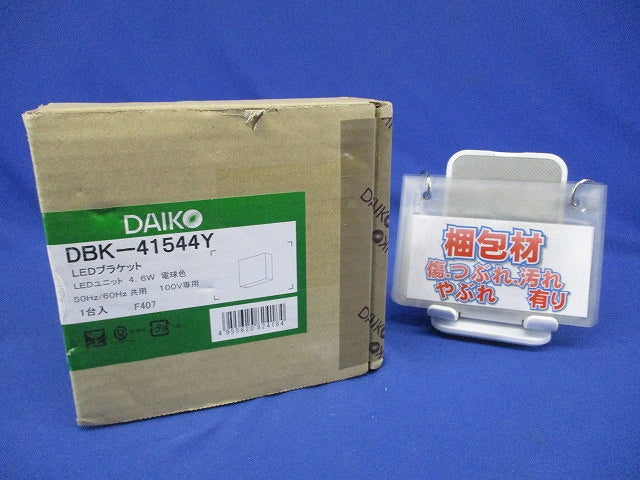 DAIKO
DBK-41544Y
LEDブラケット
LEDユニット 4.6W 電球色
50Hz/60Hz 共用 100V専用
1台入 F407
4955620824184
DAIKO
DAIKO
梱包材
傷・つぶれ・汚れ
やぶれ 有り